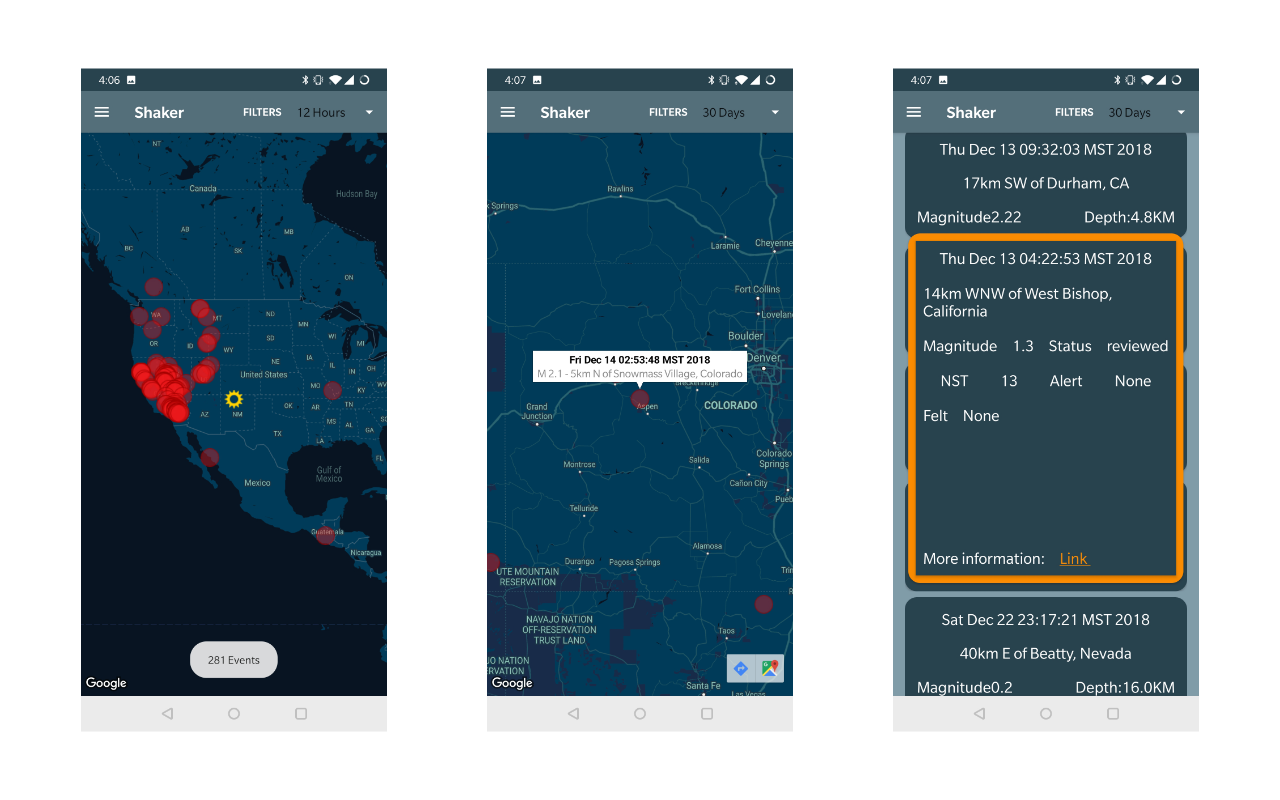 4:06
Shaker FILTERS 12 Hours
NT
Canada
Hudson Bay
AB
MB
BC
SK
ON
WA
MT
ND
MN
OR
ID
SD
WI
MI
WY
NE
IA
IL
IN
OH
United States
MO
KY
WV
AZ
NM
OK
AR
TN
MS
AL
SC
TX
LA
GA
FL
Gulf of
Mexico
Mexico
Guatemala
Nicaragua
281 Events
Google
4:07
Shaker FILTERS 30 Days
Rawlins
k Springs
Laramie
Cheyenne
Fort Collins
Lovelan
Boulder
Denver
Fri Dec 14 02:53:48 MST 2018
M 2.1 - 5km N of Snowmass Village, Colorado
Breckenridge
Aspen
COLORADO
Grand
Junction
Colorado
Springs
Montrose
Salida
Cañon City
Pueb
Telluride
Alamosa
Durango
Pagosa Springs
Trin
UTE MOUNTAIN
RESERVATION
R
NAVAJO NATION
OFF-RESERVATION
TRUST LAND
Taos
JO NATION
ERVATION
Santa Fe
Las Vegas
Google
4:07
Shaker FILTERS 30 Days
Thu Dec 13 09:32:03 MST 2018
17km SW of Durham, CA
Magnitude2.22 Depth:4.8KM
Thu Dec 13 04:22:53 MST 2018
14km WNW of West Bishop,
California
Magnitude 1.3 Status reviewed
NST 13 Alert None
Felt None
More information: Link
Sat Dec 22 23:17:21 MST 2018
40km E of Beatty, Nevada
Magnitude0.2 Depth:16.0KM